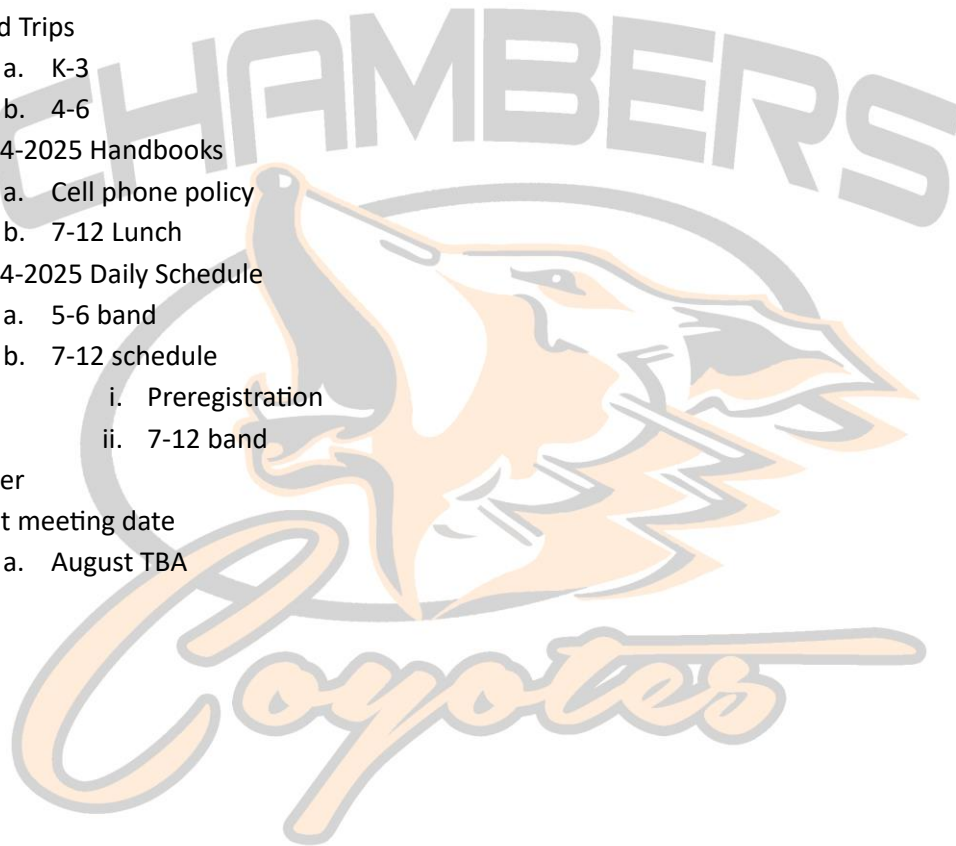 CHAMBERS
d Trips
a. K-3
b. 4-6
4-2025 Handbooks
a. Cell phone policy
b. 7-12 Lunch
4-2025 Daily Schedule
a. 5-6 band
b. 7-12 schedule
i. Preregistration
ii. 7-12 band
er
t meeting date
a. August TBA
Coyotes